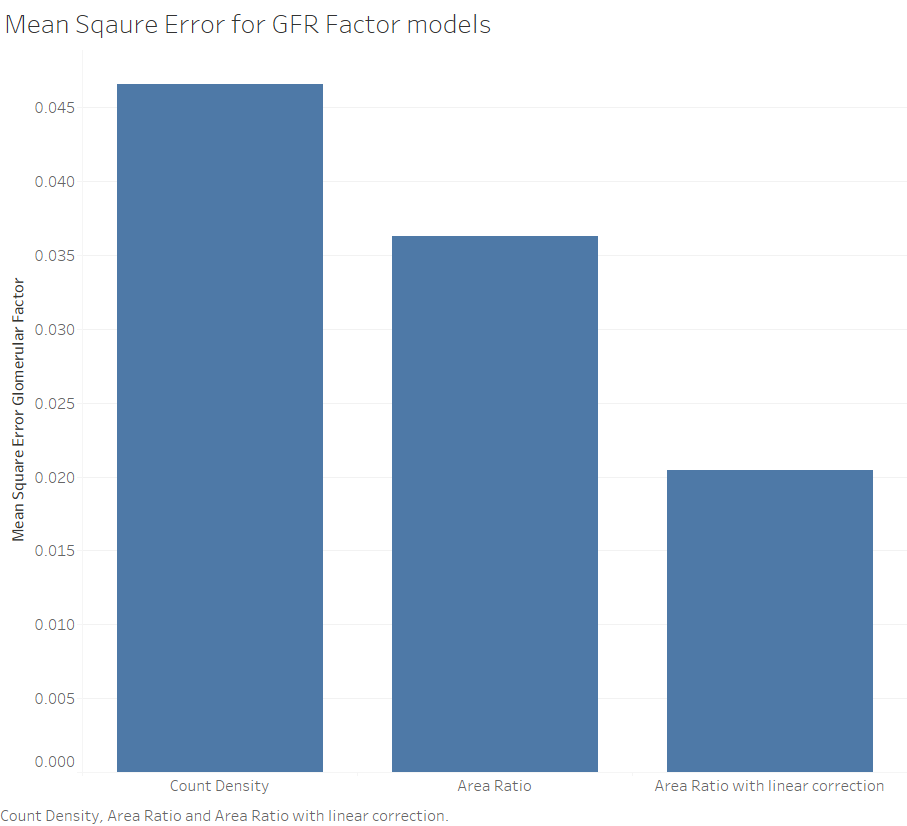 Mean Sqaure Error for GFR Factor models
Mean Square Error Glomerular Factor
0.045
0.040
0.035
0.030
0.025
0.020
0.015
0.010
0.005
0.000
Count Density
Area Ratio
Area Ratio with linear correction
Count Density, Area Ratio and Area Ratio with linear correction.